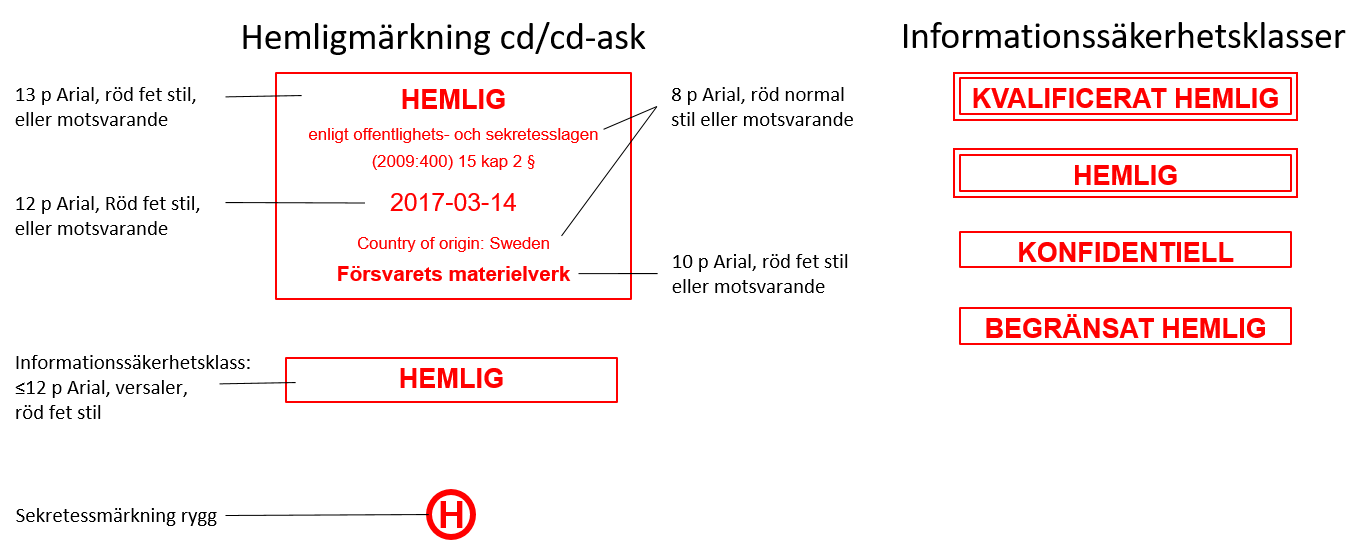 Hemligmärkning cd/cd-ask
13 p Arial, röd fet stil,
eller motsvarande
HEMLIG
enligt offentlighets- och sekretesslagen
(2009:400) 15 kap 2 §
8 p Arial, röd normal
stil eller motsvarande
12 p Arial, Röd fet stil,
eller motsvarande
2017-03-14
Country of origin: Sweden
Försvarets materielverk
10 p Arial, röd fet stil
eller motsvarande
Informationssäkerhetsklass:
≤12 p Arial, versaler,
röd fet stil
HEMLIG
Sekretessmärkning rygg
H
Informationssäkerhetsklasser
KVALIFICERAT HEMLIG
HEMLIG
KONFIDENTIELL
BEGRÄNSAT HEMLIG